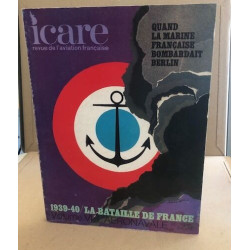 icare
revue de l'aviation française
QUAND
LA MARINE
FRANÇAISE
BOMBARDAIT
BERLIN
1939-40 / LA BATAILLE DE FRANCE